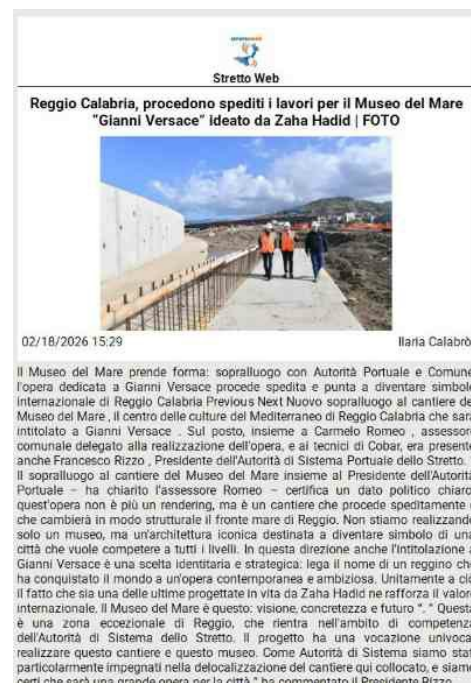 strettoweb
Stretto Web
Reggio Calabria, procedono spediti i lavori per il Museo del Mare
"Gianni Versace" ideato da Zaha Hadid | FOTO
02/18/2026 15:29
Ilaria Calabrò
Il Museo del Mare prende forma: sopralluogo con Autorità Portuale e Comune
l'opera dedicata a Gianni Versace procede spedita e punta a diventare simbolo
internazionale di Reggio Calabria Previous Next Nuovo sopralluogo al cantiere del
Museo del Mare , il centro delle culture del Mediterraneo di Reggio Calabria che sarà
intitolato a Gianni Versace . Sul posto, insieme a Carmelo Romeo , assessore
comunale delegato alla realizzazione dell'opera, e ai tecnici di Cobar, era presente
anche Francesco Rizzo , Presidente dell'Autorità di Sistema Portuale dello Stretto. "
Il sopralluogo al cantiere del Museo del Mare insieme al Presidente dell'Autorità
Portuale – ha chiarito l'assessore Romeo – certifica un dato politico chiaro
quest'opera non è più un rendering, ma è un cantiere che procede speditamente e
che cambierà in modo strutturale il fronte mare di Reggio. Non stiamo realizzando
solo un museo, ma un'architettura iconica destinata a diventare simbolo di una
città che vuole competere a tutti i livelli. In questa direzione anche l'intitolazione a
Gianni Versace è una scelta identitaria e strategica: lega il nome di un reggino che
ha conquistato il mondo a un'opera contemporanea e ambiziosa. Unitamente a ciò
il fatto che sia una delle ultime progettate in vita da Zaha Hadid ne rafforza il valore
internazionale. Il Museo del Mare è questo: visione, concretezza e futuro ". " Questa
è una zona eccezionale di Reggio, che rientra nell'ambito di competenza
dell'Autorità di Sistema dello Stretto. Il progetto ha una vocazione univoca
realizzare questo cantiere e questo museo. Come Autorità di Sistema siamo stati
particolarmente impegnati nella delocalizzazione del cantiere qui collocato, e siamo
certi che sarà una grande opera per la città " ha commentato il Presidente Rizzo